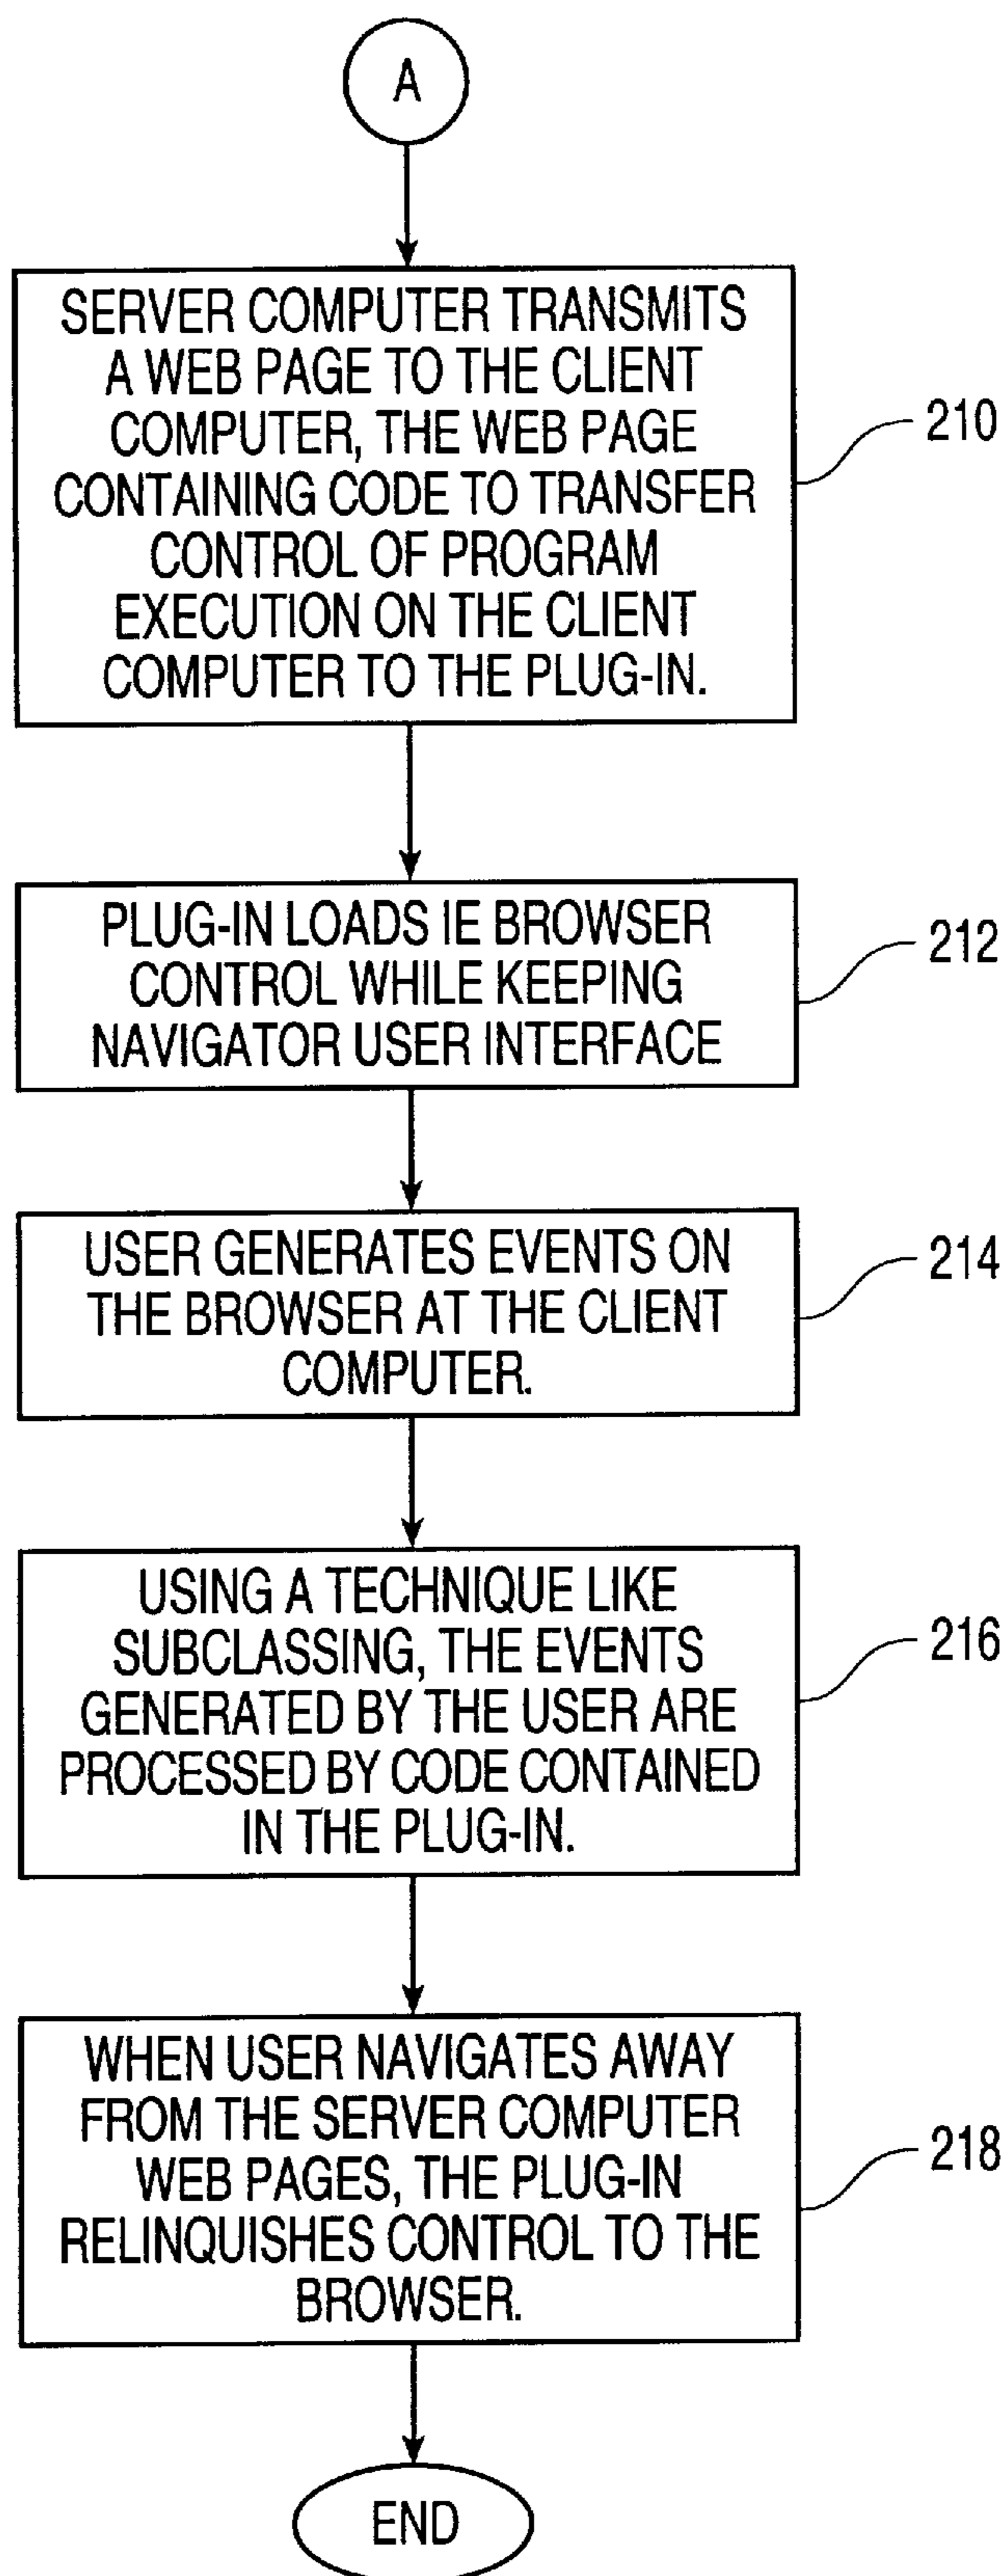 A
SERVER COMPUTER TRANSMITS
A WEB PAGE TO THE CLIENT
COMPUTER, THE WEB PAGE
CONTAINING CODE TO TRANSFER
CONTROL OF PROGRAM
EXECUTION ON THE CLIENT
COMPUTER TO THE PLUG-IN.
210
PLUG-IN LOADS IE BROWSER
CONTROL WHILE KEEPING
NAVIGATOR USER INTERFACE
212
USER GENERATES EVENTS ON
THE BROWSER AT THE CLIENT
COMPUTER.
214
USING A TECHNIQUE LIKE
SUBCLASSING, THE EVENTS
GENERATED BY THE USER ARE
PROCESSED BY CODE CONTAINED
IN THE PLUG-IN.
216
WHEN USER NAVIGATES AWAY
FROM THE SERVER COMPUTER
WEB PAGES, THE PLUG-IN
RELINQUISHES CONTROL TO THE
BROWSER.
218
END